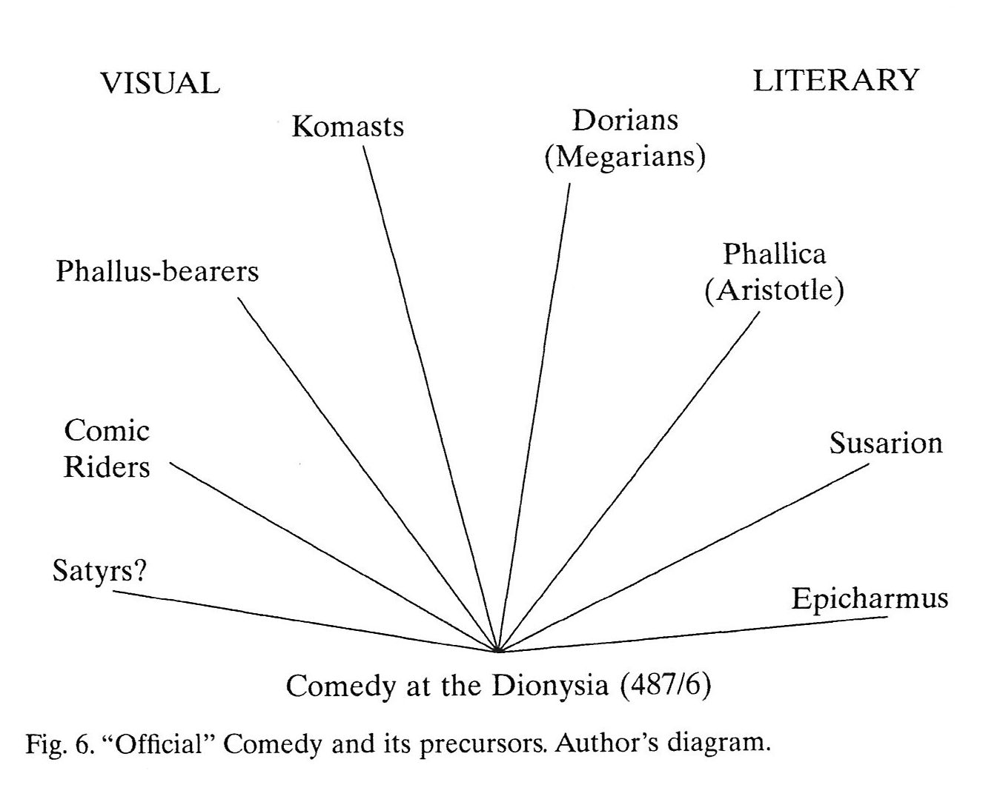 VISUAL
LITERARY
Komasts
Dorians
(Megarians)
Phallus-bearers
Phallica
(Aristotle)
Comic
Riders
Susarion
Satyrs?
Epicharmus
Comedy at the Dionysia (487/6)
Fig. 6. “Official” Comedy and its precursors. Author’s diagram.